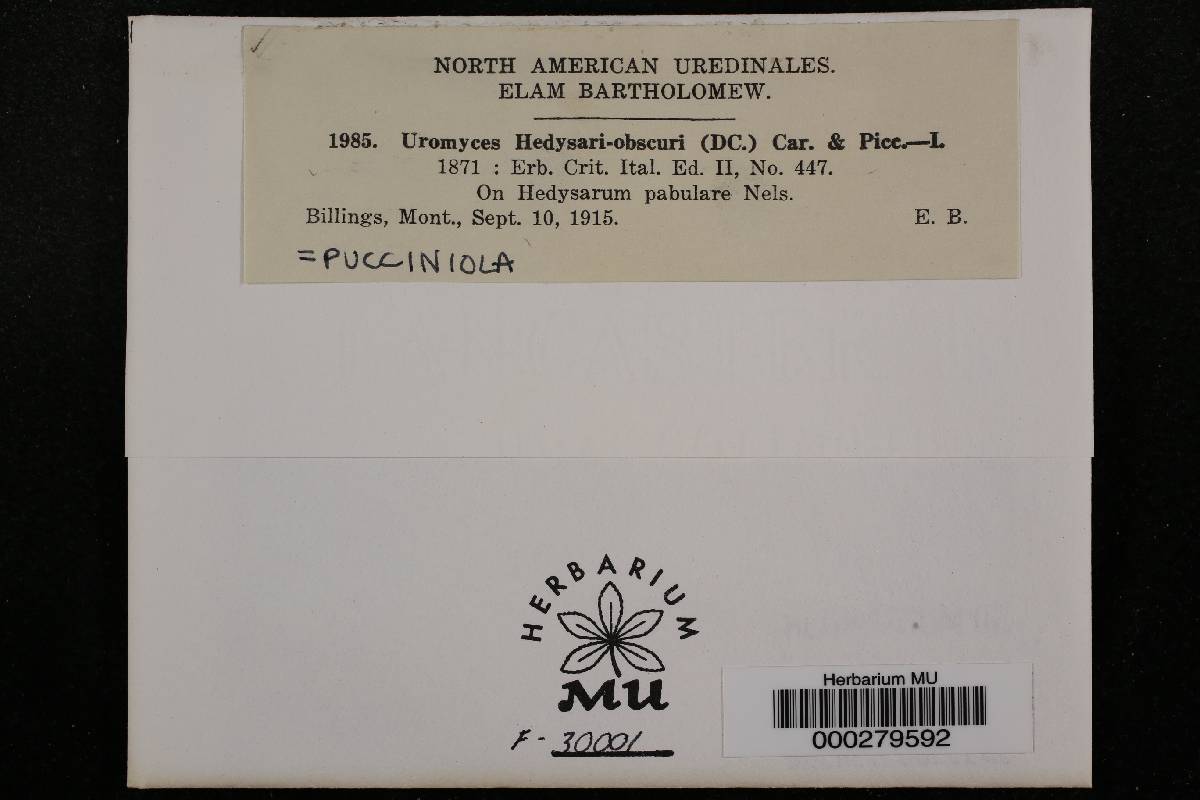 NORTH AMERICAN UREDINALES.
ELAM BARTHOLOMEW.
1985. Uromyces Hedysari-obscuri (DC.) Car. & Picc.—I.
1871 : Erb. Crit. Ital. Ed. II, No. 447.
On Hedysarum pabulare Nels.
Billings, Mont., Sept. 10, 1915. E. B.
=PUCCINIOLA
HERBARIUM
MU
F - 30001
Herbarium MU
000279592